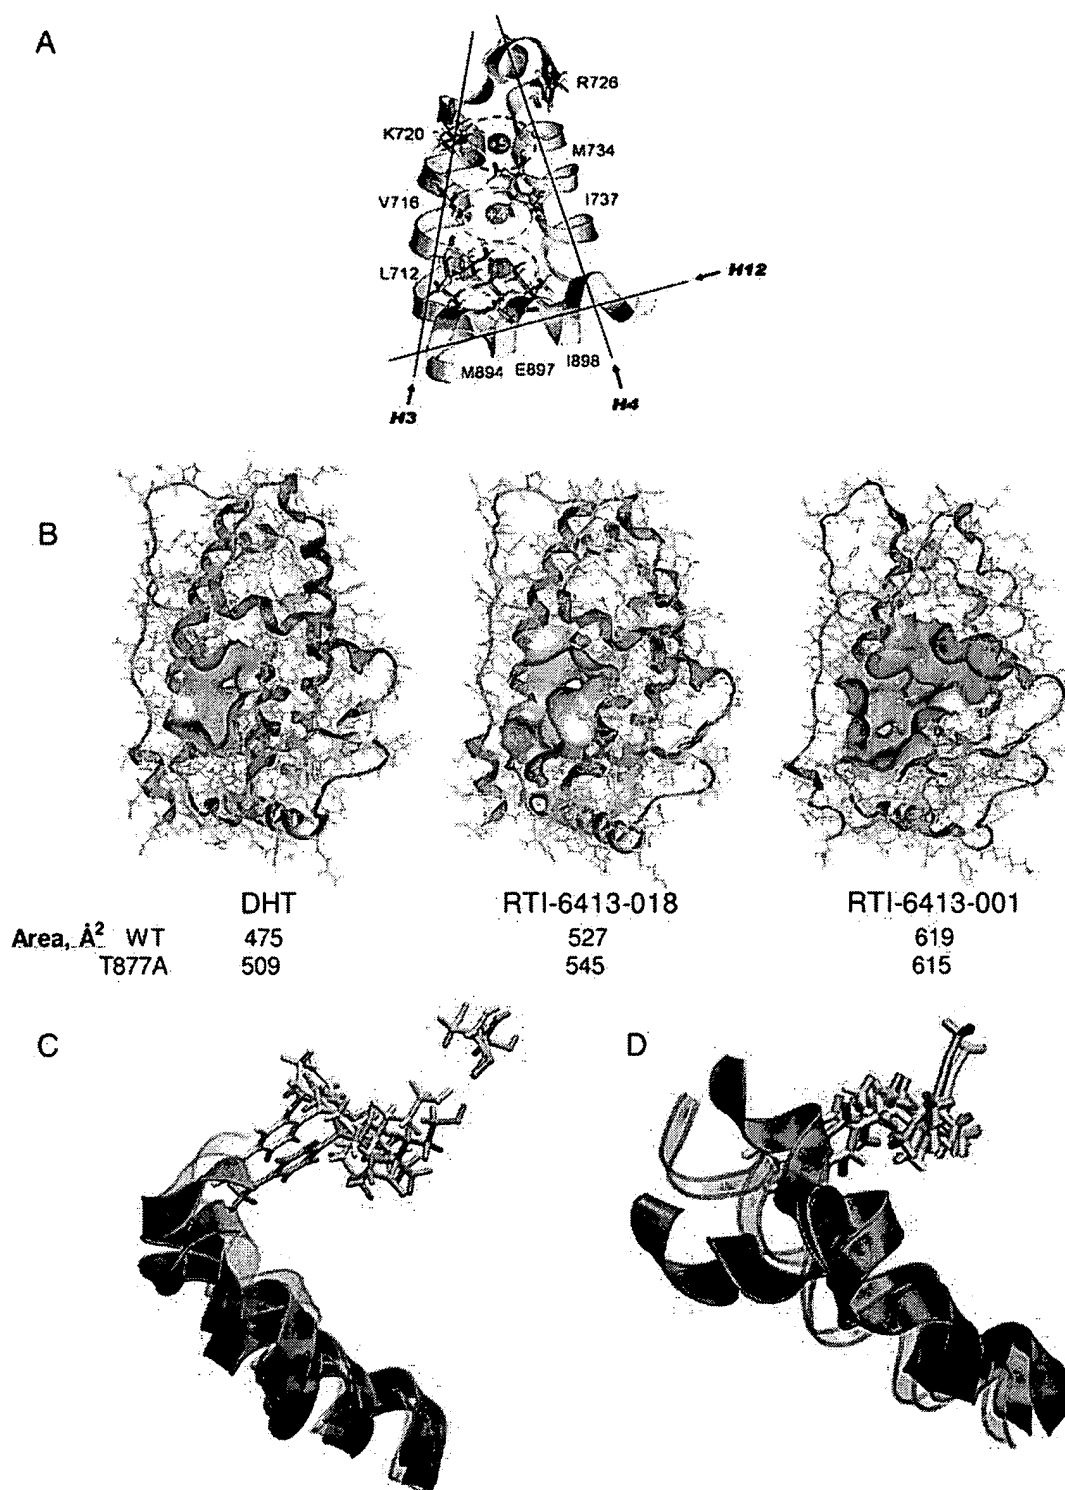 A
R726
K720
M734
V716
I737
L712
H12
M894 E897 I898
H3
H4
B
DHT RTI-6413-018 RTI-6413-001
Area, Å2 WT 475 527 619
T877A 509 545 615
C
D